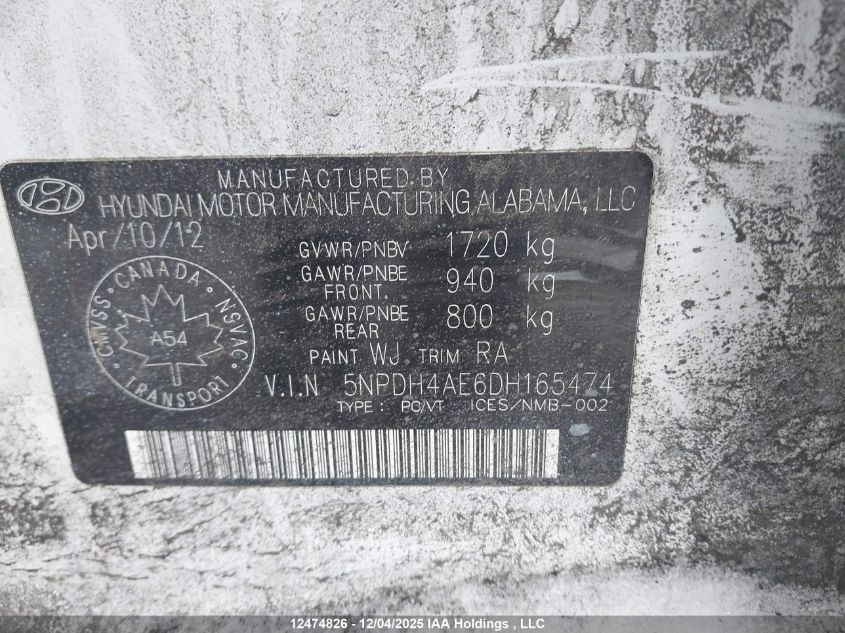 MANUFACTURED BY
HYUNDAI MOTOR MANUFACTURING ALABAMA, LLC
Apr/10/12
GVWR/PNBV 1720 kg
GAWR/PNBE FRONT. 940 kg
GAWR/PNBE REAR 800 kg
CANADA
CMVSS NSVAC
A54
TRANSPORT
PAINT WJ TRIM RA
V.I.N 5NPDH4AE6DH165474
TYPE : PC/VT ICES/NMB-002
12474826 - 12/04/2025 IAA Holdings , LLC